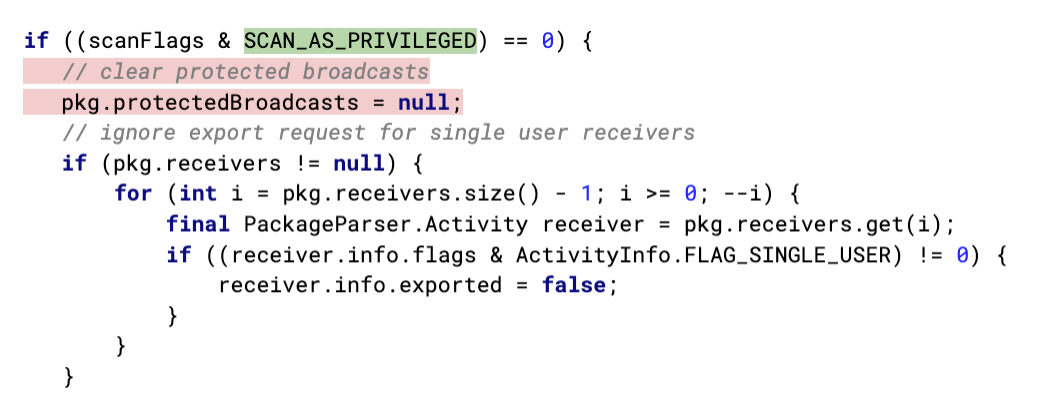 if ((scanFlags & SCAN_AS_PRIVILEGED) == 0) {
// clear protected broadcasts
pkg.protectedBroadcasts = null;
// ignore export request for single user receivers
if (pkg.receivers != null) {
for (int i = pkg.receivers.size() - 1; i >= 0; --i) {
final PackageParser.Activity receiver = pkg.receivers.get(i);
if ((receiver.info.flags & ActivityInfo.FLAG_SINGLE_USER) != 0) {
receiver.info.exported = false;
}
}
}